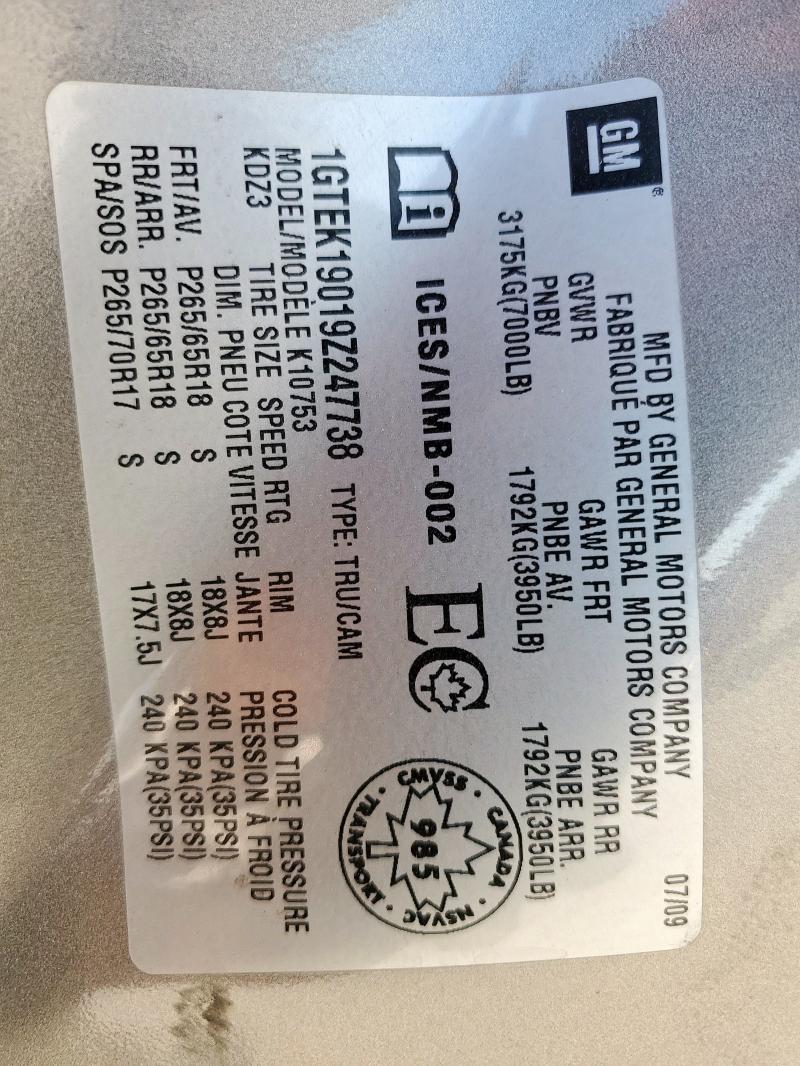 GM ®
MFD BY GENERAL MOTORS COMPANY 07/09
FABRIQUÉ PAR GENERAL MOTORS COMPANY
GVWR GAWR FRT GAWR RR
PNBV PNBE AV. PNBE ARR.
3175KG(7000LB) 1792KG(3950LB) 1792KG(3950LB)
i ICES/NMB-002 EC
CMVSS · CANADA · NSVAC · TRANSPORT ·
985
T
1GTEK19019Z247738 TYPE: TRU/CAM
MODEL/MODÈLE K10753
KDZ3 TIRE SIZE SPEED RTG RIM COLD TIRE PRESSURE
DIM. PNEU COTE VITESSE JANTE PRESSION À FROID
FRT/AV. P265/65R18 S 18X8J 240 KPA(35PSI)
RR/ARR. P265/65R18 S 18X8J 240 KPA(35PSI)
SPA/SOS P265/70R17 S 17X7.5J 240 KPA(35PSI)